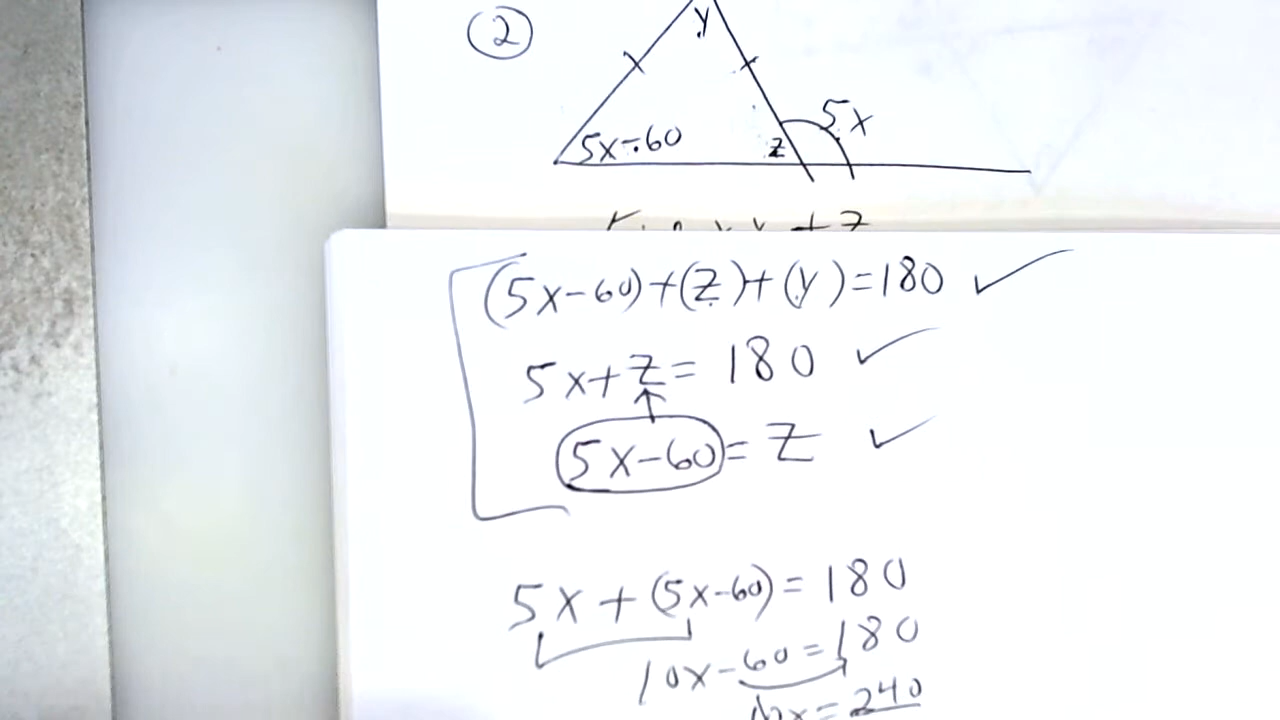 2
y
5x-60
z
5x
(5x-60)+(z)+(y)=180 ✓
5x+z=180 ✓
5x-60=z ✓
5x+(5x-60)=180
10x-60=180
10x=240